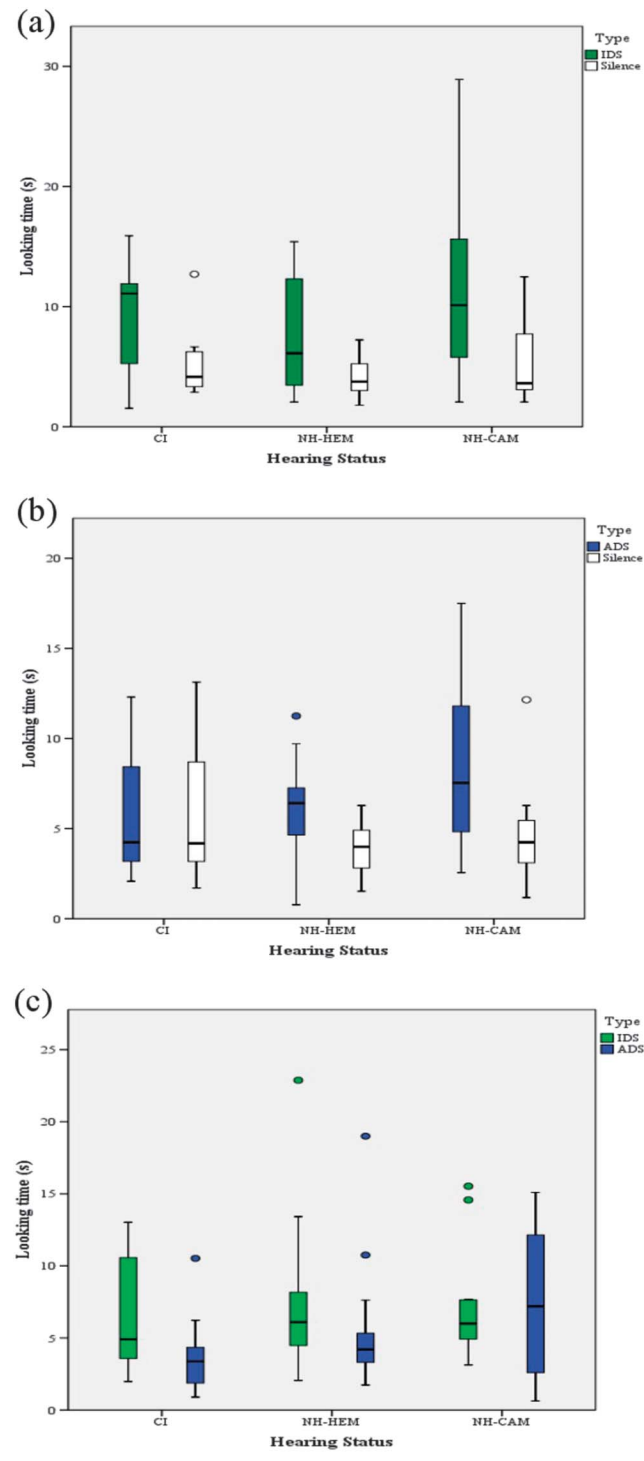 (a)
Type
IDS
Silence
30
20
10
0
Looking time (s)
CI NH-HEM NH-CAM
Hearing Status
(b)
Type
ADS
Silence
20
15
10
5
0
Looking time (s)
CI NH-HEM NH-CAM
Hearing Status
(c)
Type
IDS
ADS
25
20
15
10
5
0
Looking time (s)
CI NH-HEM NH-CAM
Hearing Status